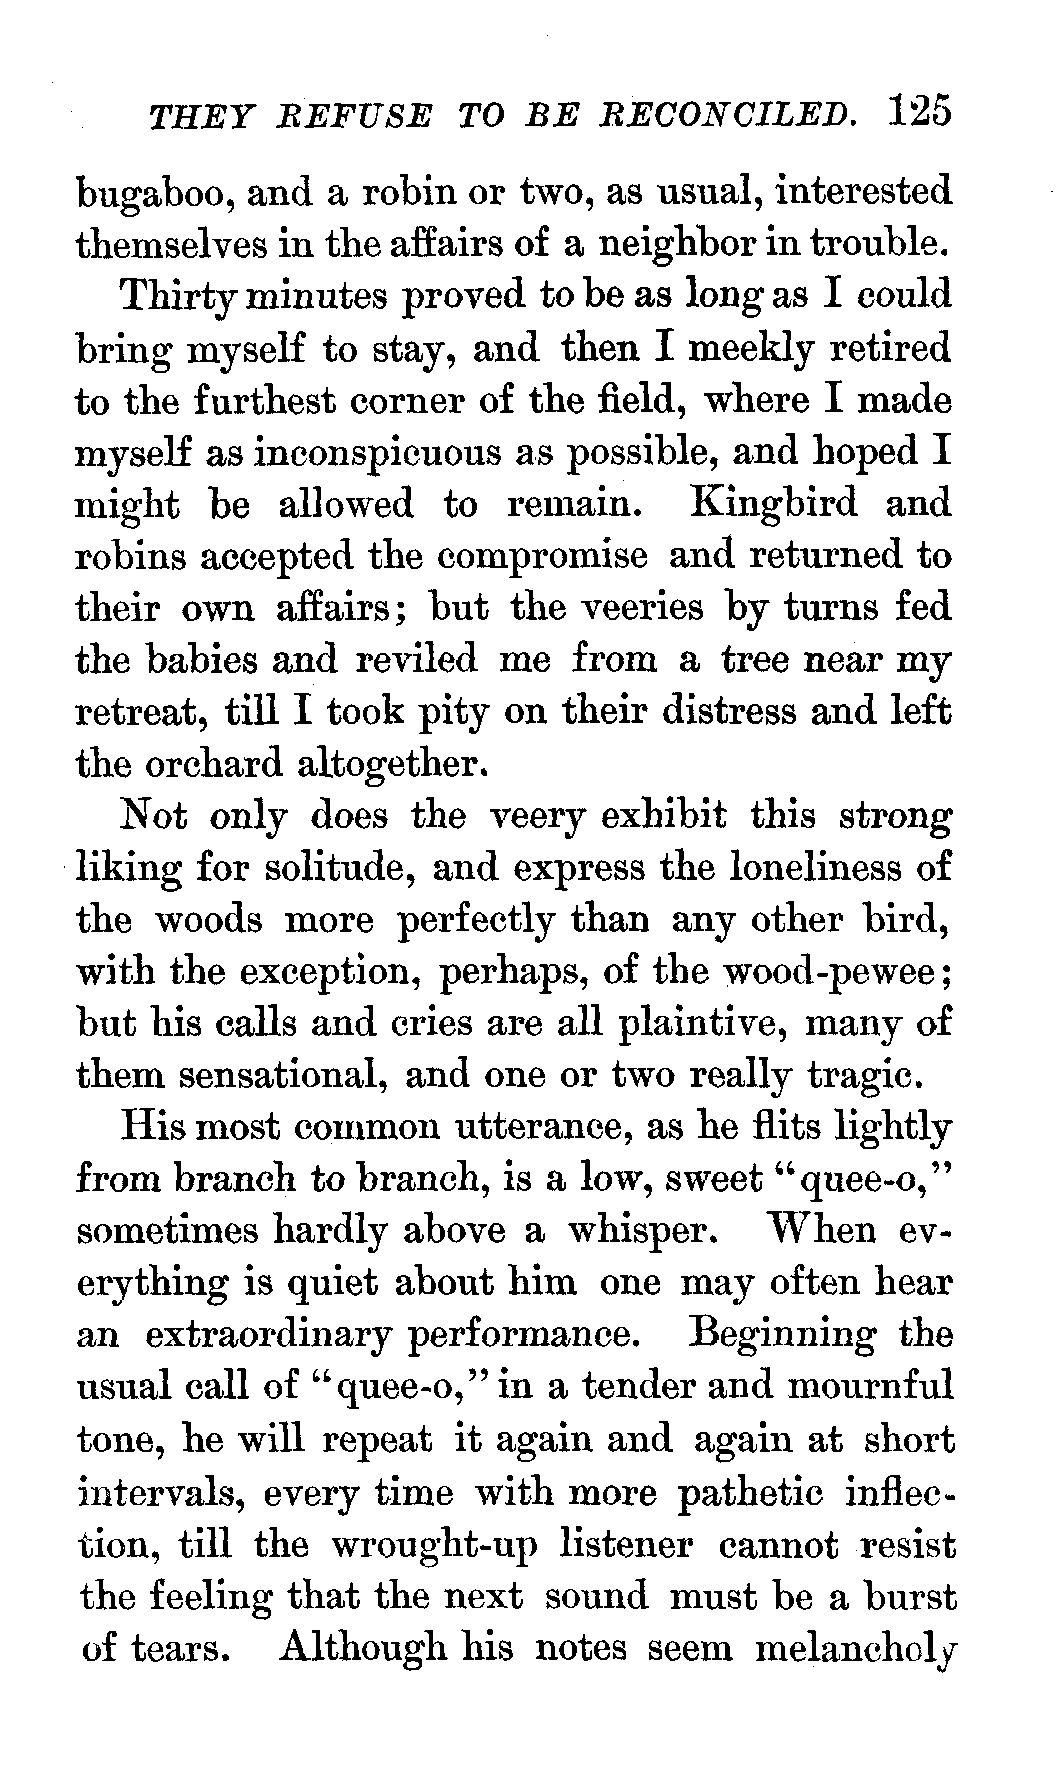 THEY REFUSE TO BE RECONCILED. 125
bugaboo, and a robin or two, as usual, interested
themselves in the affairs of a neighbor in trouble.
Thirty minutes proved to be as long as I could
bring myself to stay, and then I meekly retired
to the furthest corner of the field, where I made
myself as inconspicuous as possible, and hoped I
might be allowed to remain. Kingbird and
robins accepted the compromise and returned to
their own affairs; but the veeries by turns fed
the babies and reviled me from a tree near my
retreat, till I took pity on their distress and left
the orchard altogether.
Not only does the veery exhibit this strong
liking for solitude, and express the loneliness of
the woods more perfectly than any other bird,
with the exception, perhaps, of the wood-pewee;
but his calls and cries are all plaintive, many of
them sensational, and one or two really tragic.
His most common utterance, as he flits lightly
from branch to branch, is a low, sweet "quee-o,"
sometimes hardly above a whisper. When ev-
erything is quiet about him one may often hear
an extraordinary performance. Beginning the
usual call of "quee-o," in a tender and mournful
tone, he will repeat it again and again at short
intervals, every time with more pathetic inflec-
tion, till the wrought-up listener cannot resist
the feeling that the next sound must be a burst
of tears. Although his notes seem melancholy